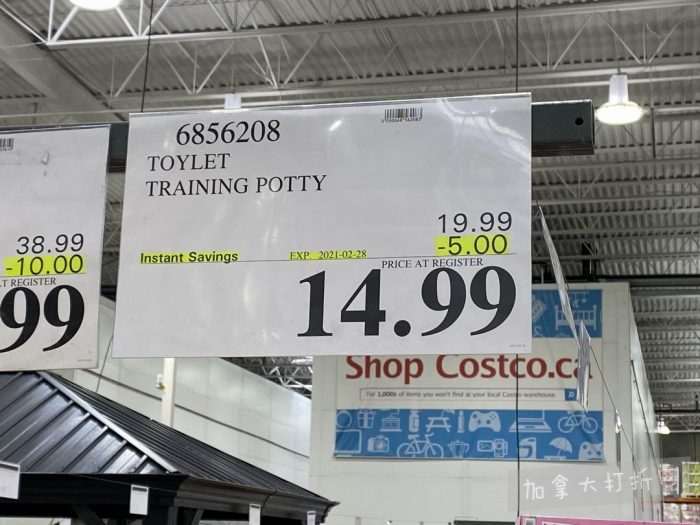 6856208
TOYLET
TRAINING POTTY
19.99
-5.00
Instant Savings
EXP. 2021-02-28
PRICE AT REGISTER
14.99
38.99
-10.00
AT REGISTER
99
Shop Costco.ca
For 1,000s of items you won't find at your local Costco warehouse.
加拿大打折